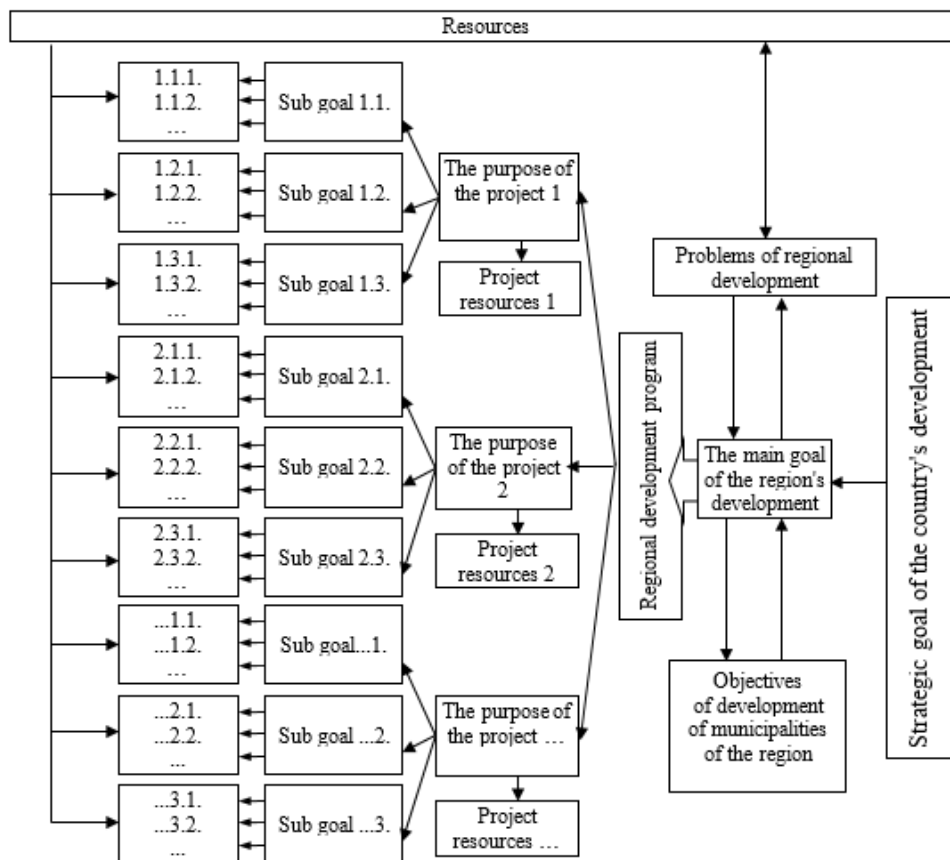 Resources
1.1.1.
1.1.2.
...
Sub goal 1.1.
1.2.1.
1.2.2.
...
Sub goal 1.2.
1.3.1.
1.3.2.
...
Sub goal 1.3.
The purpose of
the project 1
Project
resources 1
2.1.1.
2.1.2.
...
Sub goal 2.1.
2.2.1.
2.2.2.
...
Sub goal 2.2.
2.3.1.
2.3.2.
...
Sub goal 2.3.
The purpose
of the project
2
Project
resources 2
...1.1.
...1.2.
...
Sub goal...1.
...2.1.
...2.2.
...
Sub goal ...2.
...3.1.
...3.2.
...
Sub goal ...3.
The purpose of
the project ...
Project
resources ...
Regional development program
Problems of regional
development
The main goal
of the region's
development
Objectives
of development
of municipalities
of the region
Strategic goal of the country's development